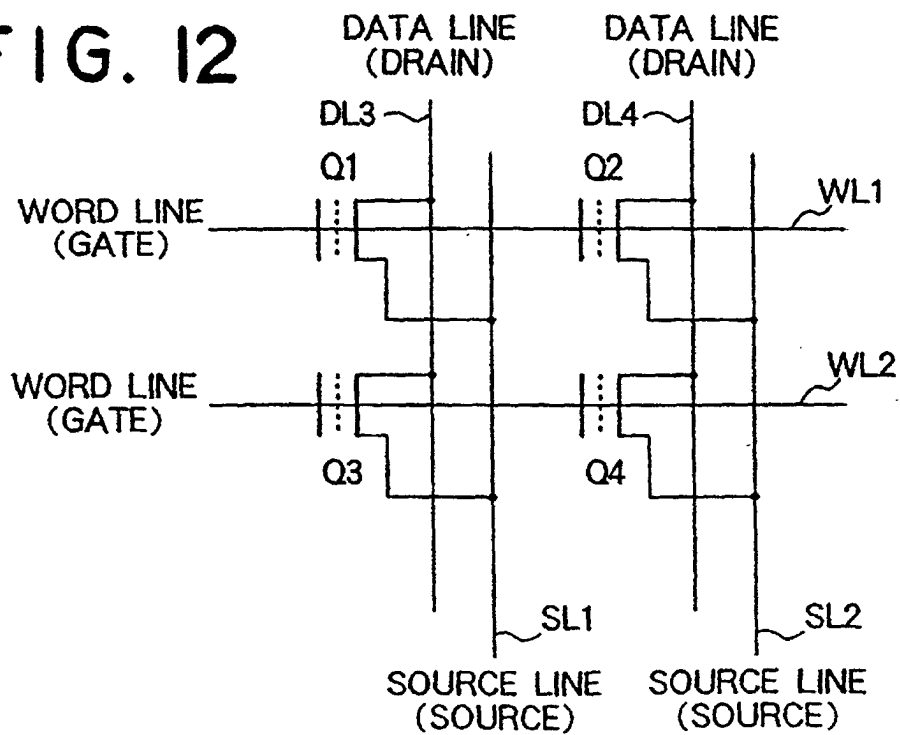 FIG. 12
DATA LINE
(DRAIN)
DATA LINE
(DRAIN)
DL3
DL4
Q1
Q2
WL1
WORD LINE
(GATE)
WL2
WORD LINE
(GATE)
Q3
Q4
SL1
SL2
SOURCE LINE
(SOURCE)
SOURCE LINE
(SOURCE)